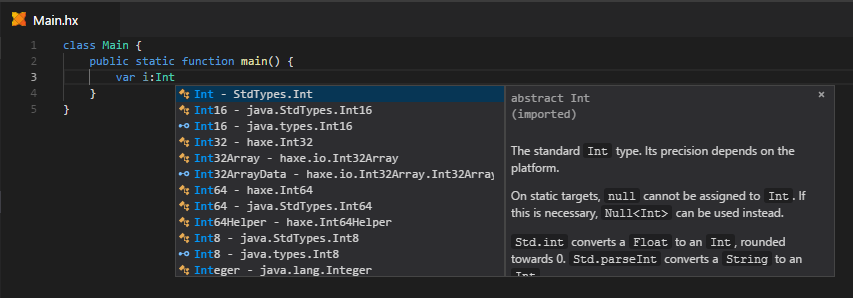 Main.hx
1 class Main {
2 public static function main() {
3 var i:Int
4 }
5 }
Int - StdTypes.Int
Int16 - java.StdTypes.Int16
Int16 - java.types.Int16
Int32 - haxe.Int32
Int32Array - haxe.io.Int32Array
Int32ArrayData - haxe.io.Int32Array.Int32Array
Int64 - haxe.Int64
Int64 - java.StdTypes.Int64
Int64Helper - haxe.Int64Helper
Int8 - java.StdTypes.Int8
Int8 - java.types.Int8
Integer - java.lang.Integer
abstract Int ×
(imported)
The standard Int type. Its precision depends on the
platform.
On static targets, null cannot be assigned to Int. If
this is necessary, Null<Int> can be used instead.
Std.int converts a Float to an Int, rounded
towards 0. Std.parseInt converts a String to an
Int